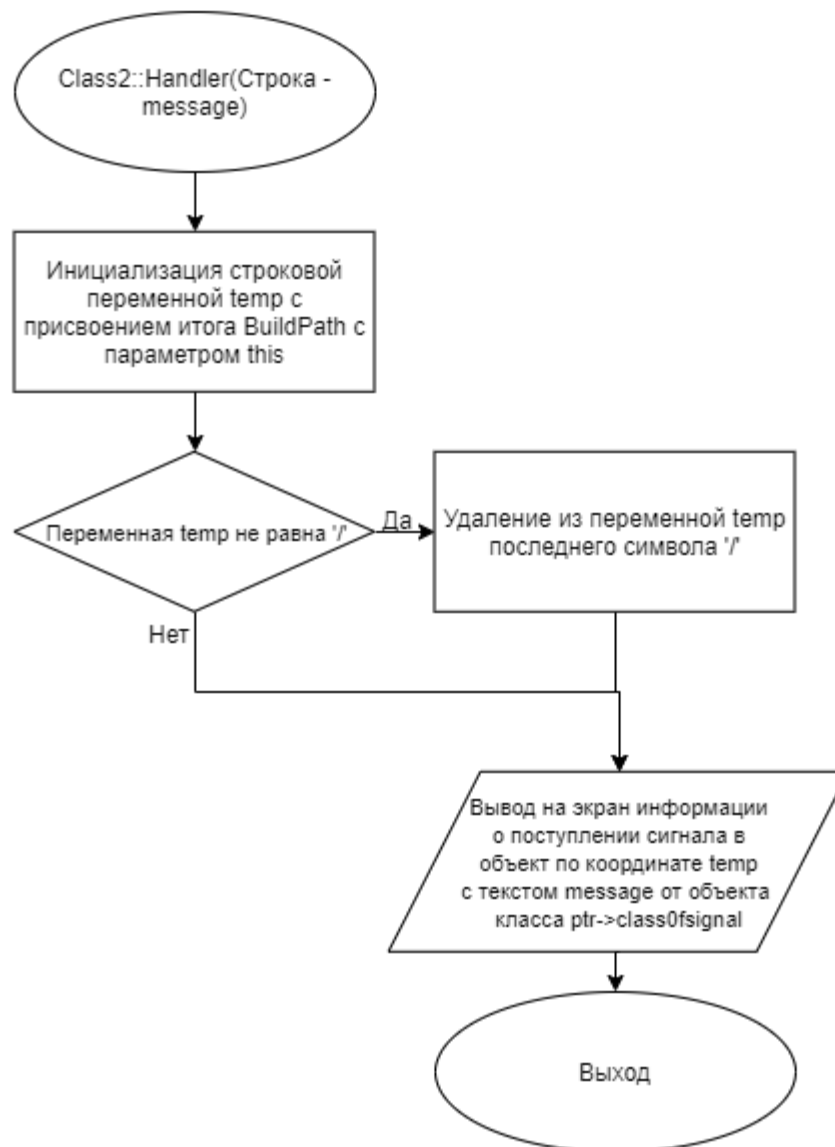 Class2::Handler(Строка -
message)
Инициализация строковой
переменной temp с
присвоением итога BuildPath с
параметром this
Переменная temp не равна '/'
Да
Удаление из переменной temp
последнего символа '/'
Нет
Вывод на экран информации
о поступлении сигнала в
объект по координате temp
с текстом message от объекта
класса ptr->class0fsignal
Выход